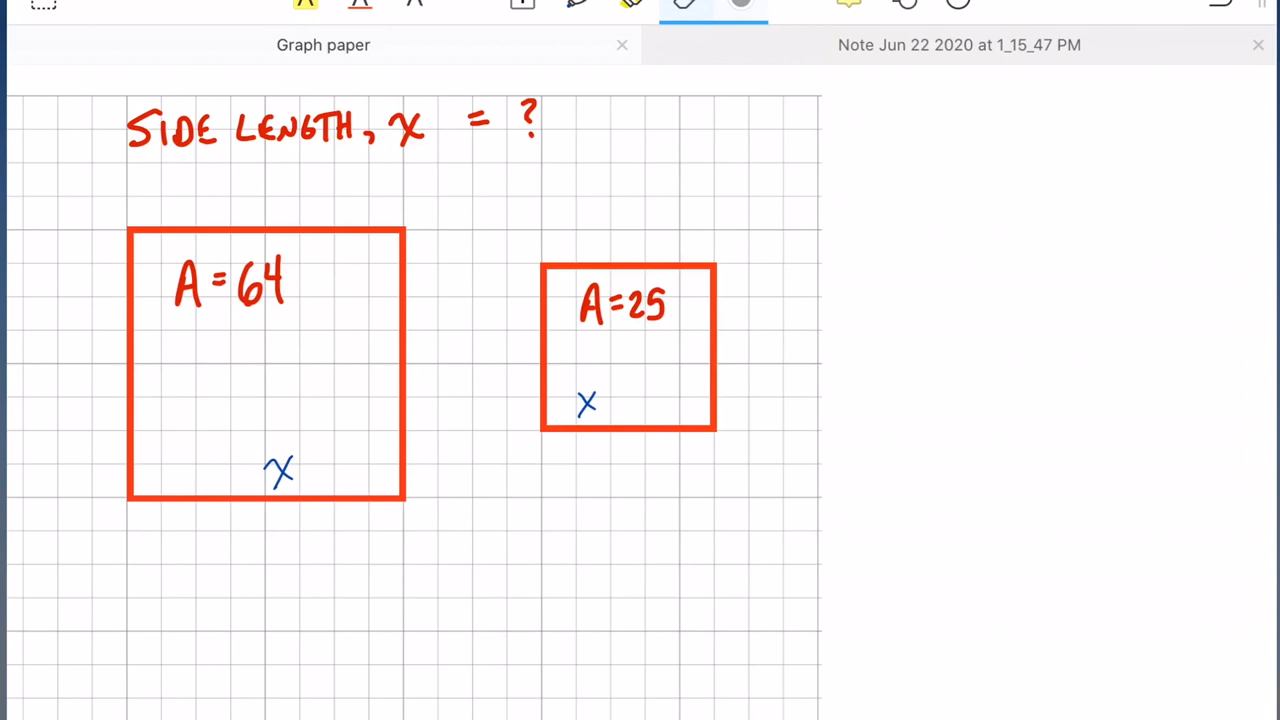 Graph paper
Note Jun 22 2020 at 1_15_47 PM
SIDE LENGTH, x = ?
A = 64
A = 25
x
x